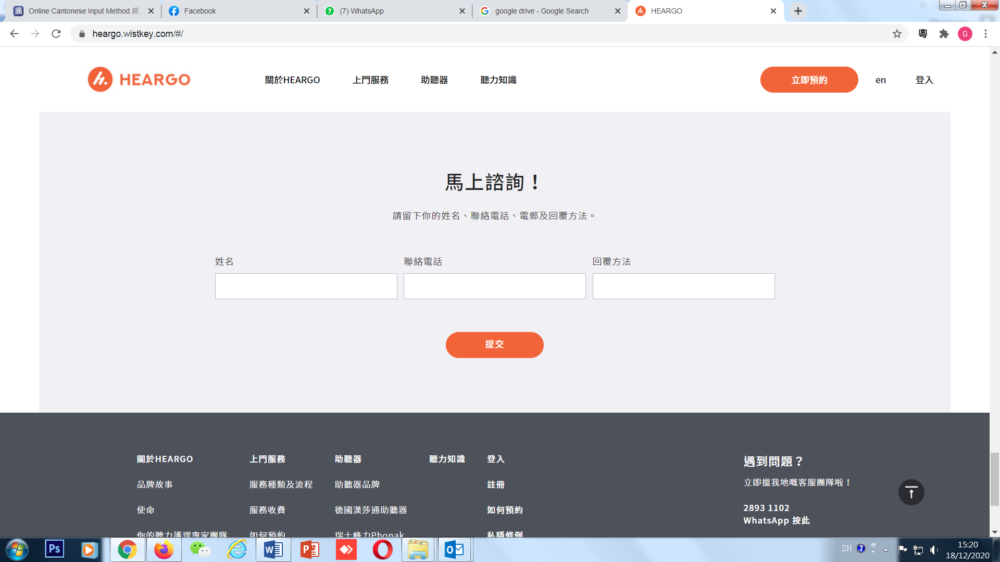 廣 Online Cantonese Input Method 網
Facebook
7 (7) WhatsApp
google drive - Google Search
HEARGO
heargo.wistkey.com/#/
粵
G
h. HEARGO
關於HEARGO
上門服務
助聽器
聽力知識
立即預約
en
登入
馬上諮詢！
請留下你的姓名、聯絡電話、電郵及回覆方法。
姓名
聯絡電話
回覆方法
提交
關於HEARGO
品牌故事
使命
你的聽力護理專家團隊
上門服務
服務種類及流程
服務收費
如何預約
助聽器
助聽器品牌
德國漢莎通助聽器
瑞士峰力Phonak
聽力知識
登入
註冊
如何預約
私隱條例
遇到問題？
立即搵我地嘅客服團隊啦！
2893 1102
WhatsApp 按此
Ps
ZH
15:20
18/12/2020